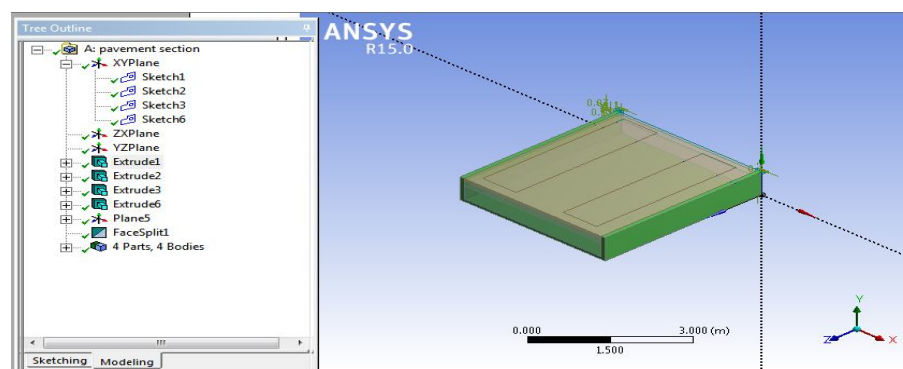 Tree Outline
A: pavement section
XYPlane
Sketch1
Sketch2
Sketch3
Sketch6
ZXPlane
YZPlane
Extrude1
Extrude2
Extrude3
Extrude6
Plane5
FaceSplit1
4 Parts, 4 Bodies
Sketching
Modeling
ANSYS
R15.0
0.000
3.000 (m)
1.500
Y
Z
X